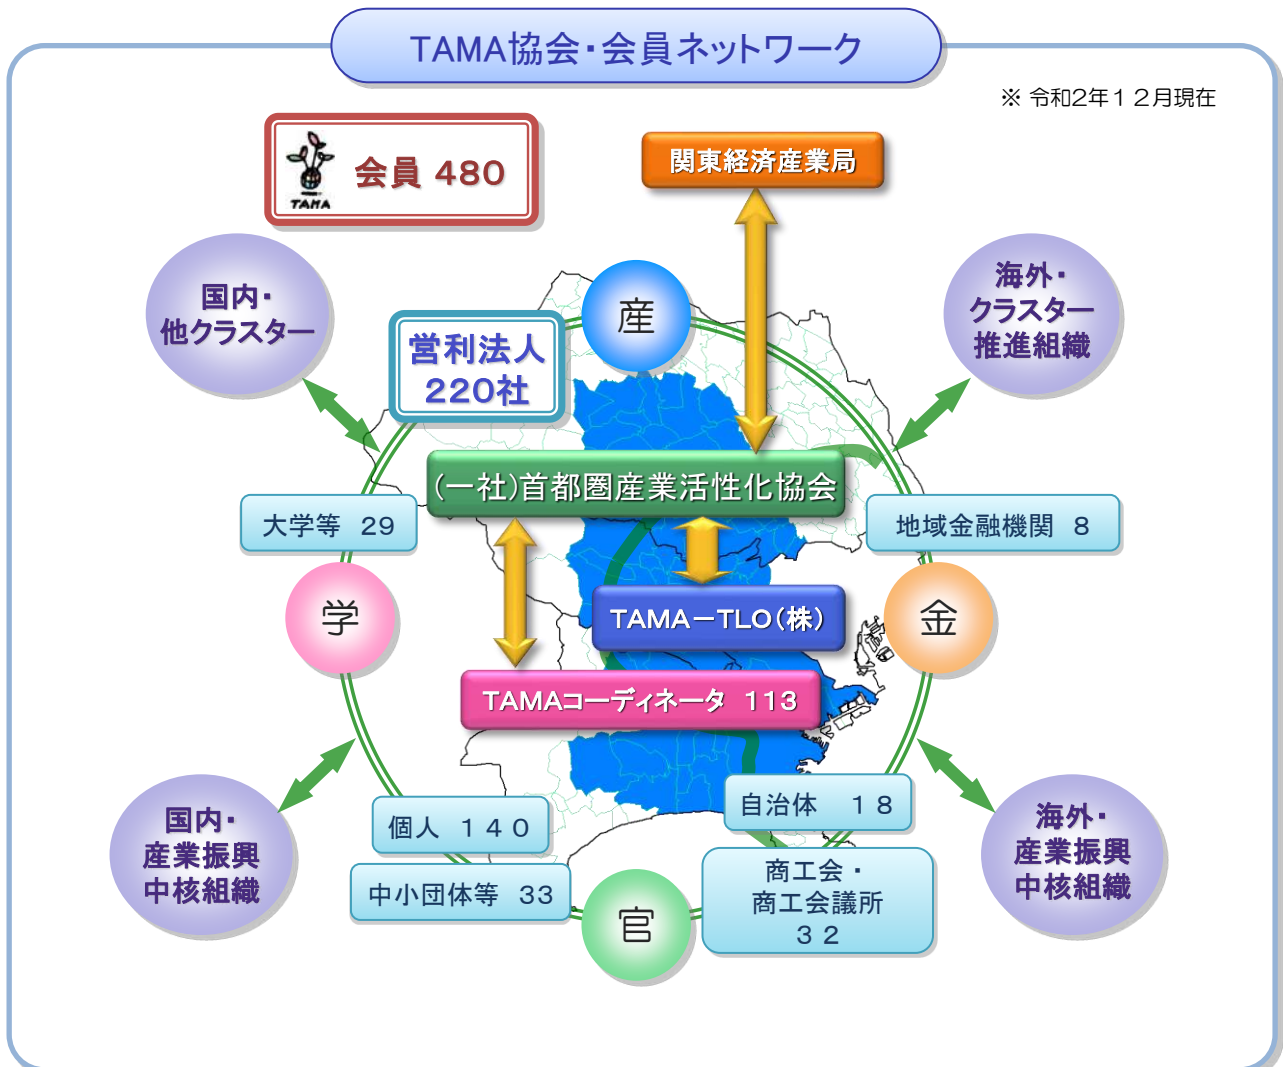 TAMA協会・会員ネットワーク
※ 令和2年１２月現在
TAMA
会員 480
関東経済産業局
国内・
他クラスター
海外・
クラスター
推進組織
産
営利法人
220社
(一社)首都圏産業活性化協会
大学等 29
地域金融機関 8
学
金
TAMA－TLO（株）
TAMAコーディネータ 113
国内・
産業振興
中核組織
海外・
産業振興
中核組織
個人 １４０
自治体 １８
中小団体等 33
商工会・
商工会議所
３２
官